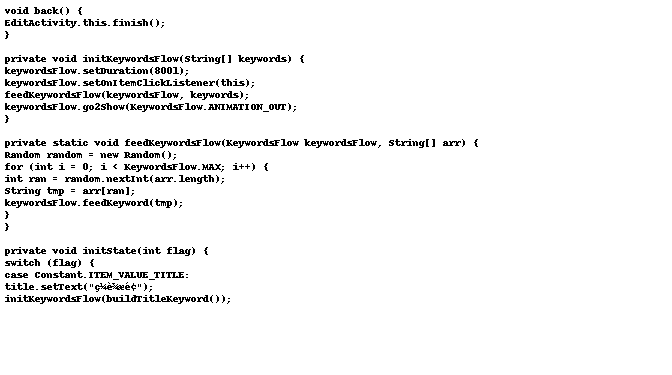 void back() {
EditActivity.this.finish();
}
private void initKeywordsFlow(String[] keywords) {
keywordsFlow.setDuration(800l);
keywordsFlow.setOnItemClickListener(this);
feedKeywordsFlow(keywordsFlow, keywords);
keywordsFlow.go2Show(KeywordsFlow.ANIMATION_OUT);
}
private static void feedKeywordsFlow(KeywordsFlow keywordsFlow, String[] arr) {
Random random = new Random();
for (int i = 0; i < KeywordsFlow.MAX; i++) {
int ran = random.nextInt(arr.length);
String tmp = arr[ran];
keywordsFlow.feedKeyword(tmp);
}
}
private void initState(int flag) {
switch (flag) {
case Constant.ITEM_VALUE_TITLE:
title.setText("ç¼è¾æé¢");
initKeywordsFlow(buildTitleKeyword());